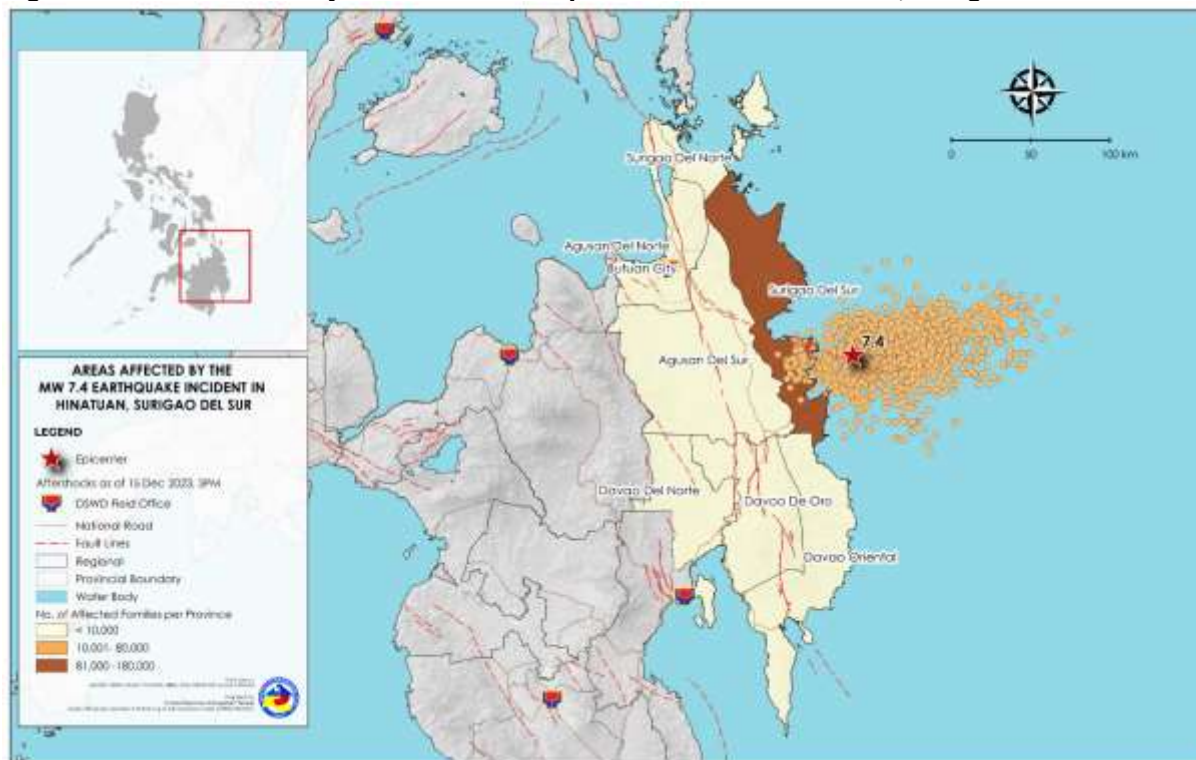 Surigao Del Norte
Agusan Del Norte
Butuan City
Surigao Del Sur
7.4
Agusan Del Sur
Davao Del Norte
Davao De Oro
Davao Oriental
0
50
100 km
AREAS AFFECTED BY THE
MW 7.4 EARTHQUAKE INCIDENT IN
HINATUAN, SURIGAO DEL SUR
LEGEND
Epicenter
Aftershocks as of 15 Dec 2023, 3PM
DSWD Field Office
National Road
Fault Lines
Regional
Provincial Boundary
Water Body
No. of Affected Families per Province
< 10,000
10,001- 80,000
81,000 -180,000